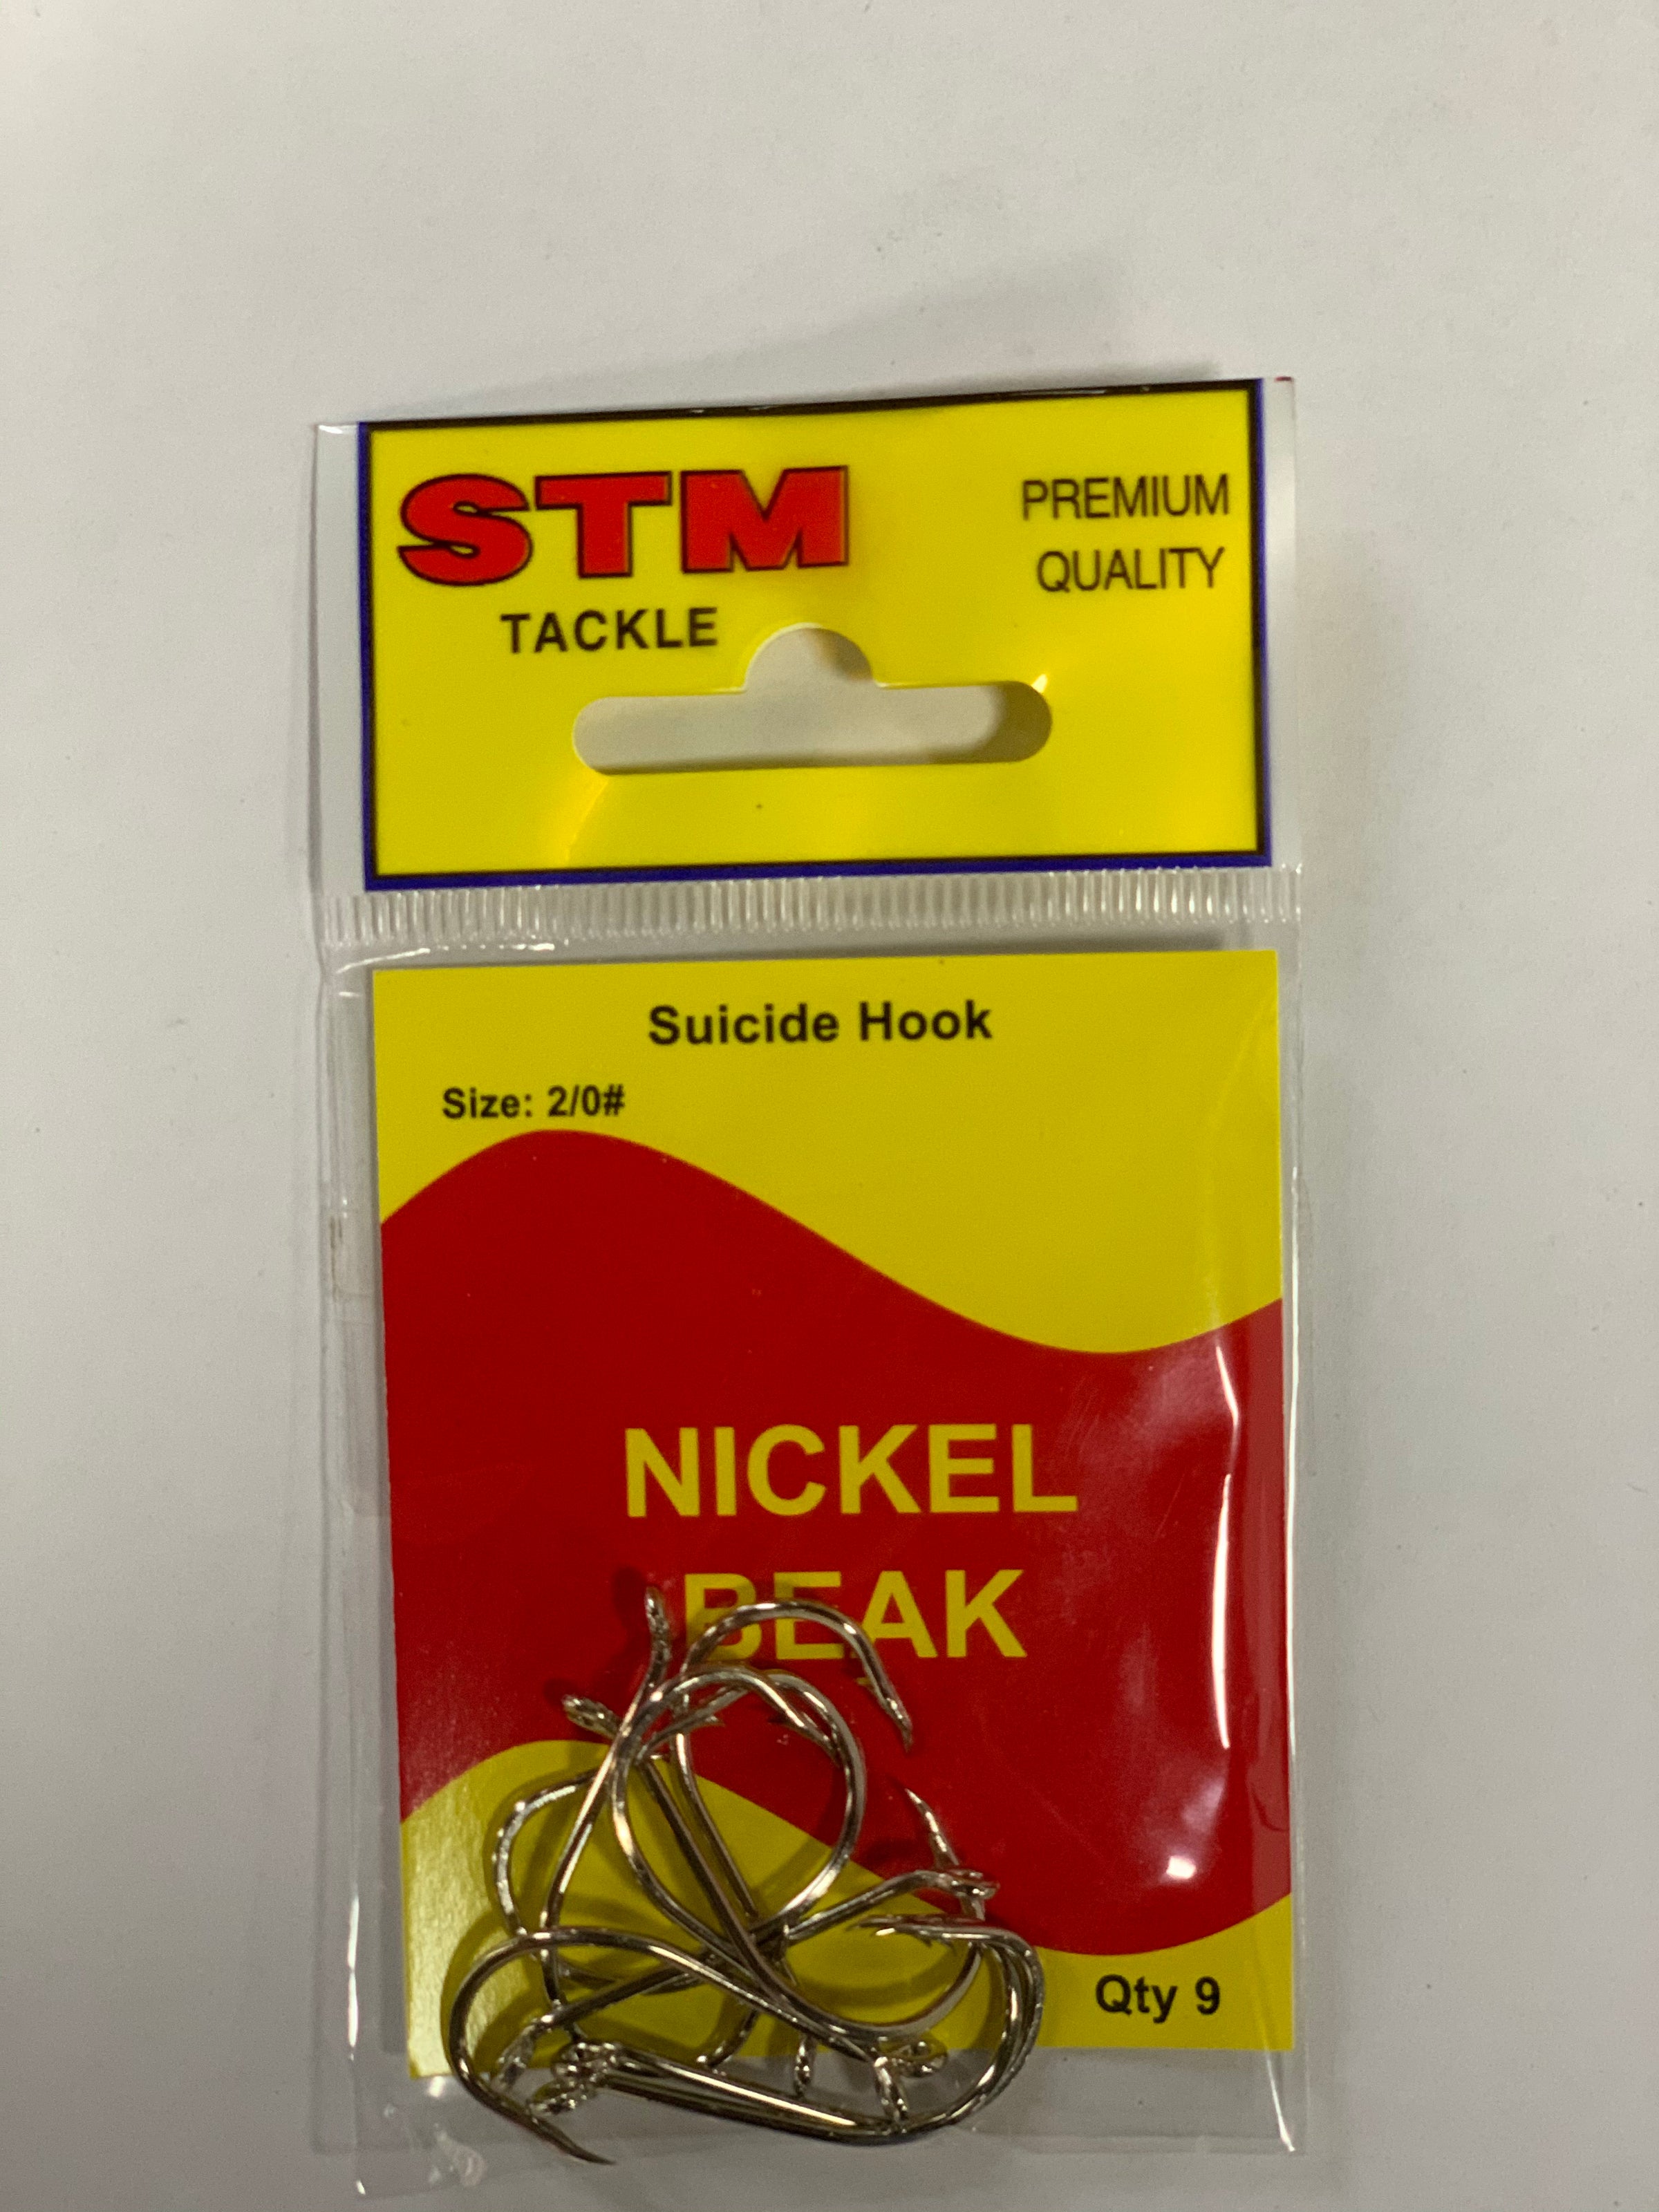 STM
TACKLE
PREMIUM
QUALITY
Suicide Hook
Size: 2/0#
NICKEL
BEAK
Qty 9